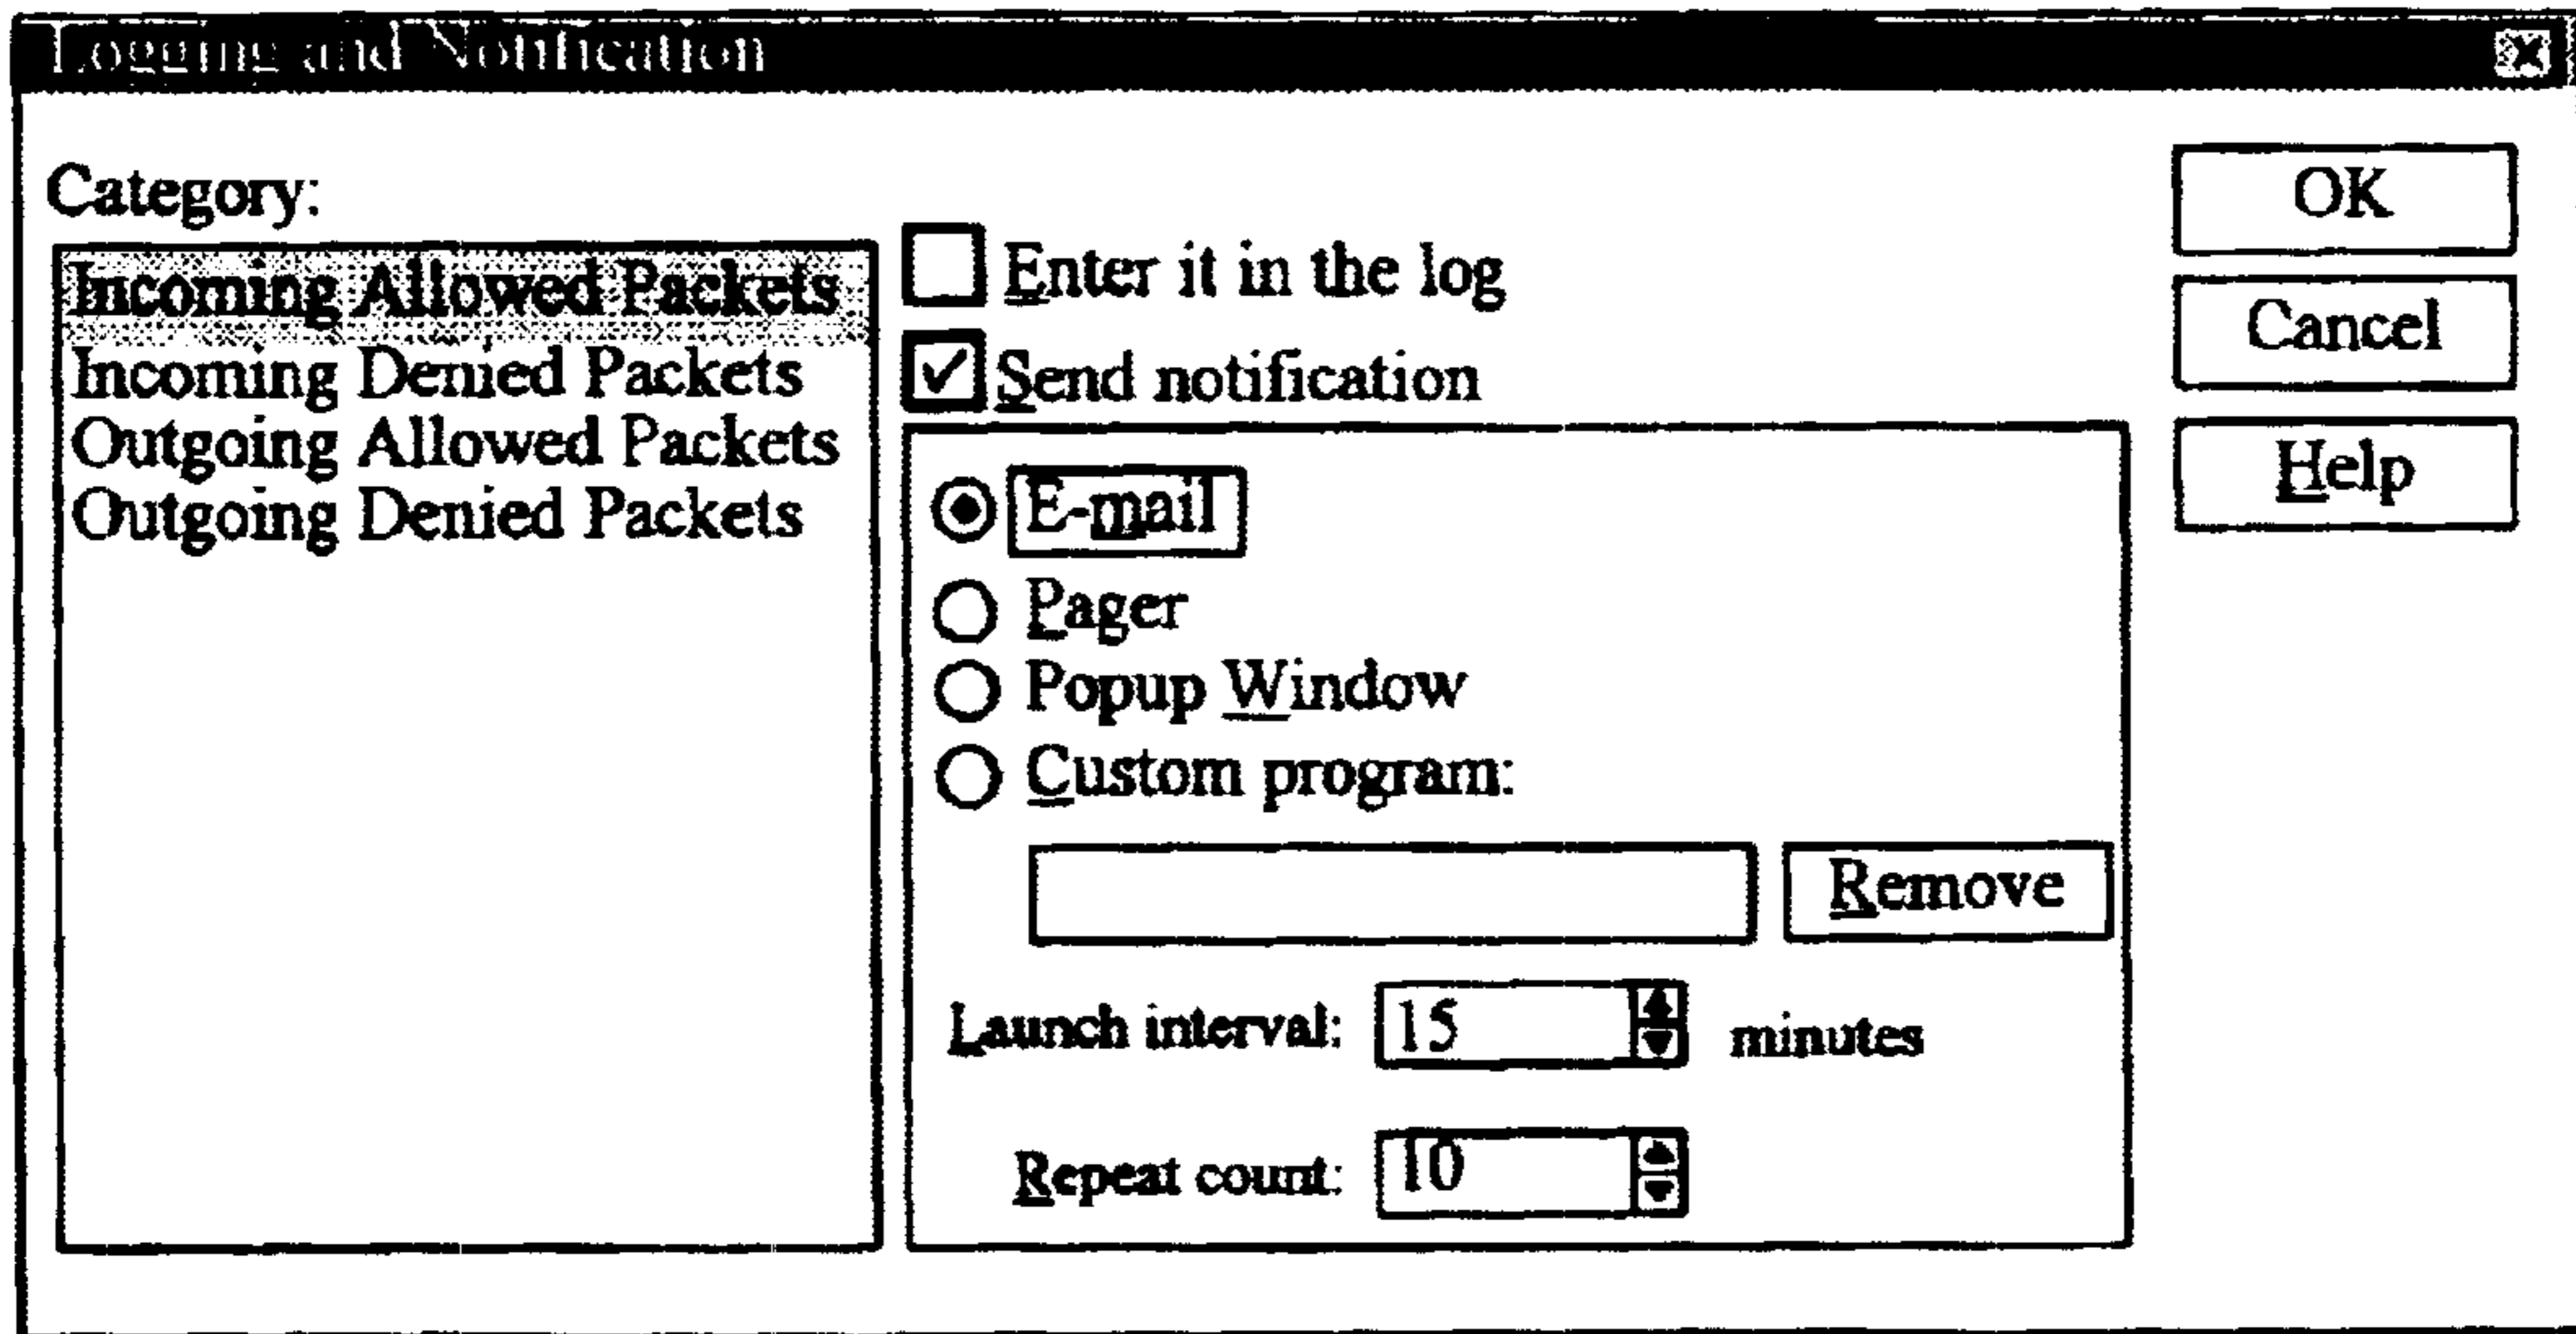 Logging and Notification
Category:
Incoming Allowed Packets
Incoming Denied Packets
Outgoing Allowed Packets
Outgoing Denied Packets
Enter it in the log
Send notification
E-mail
Pager
Popup Window
Custom program:
Remove
Launch interval: 15 minutes
Repeat count: 10
OK
Cancel
Help